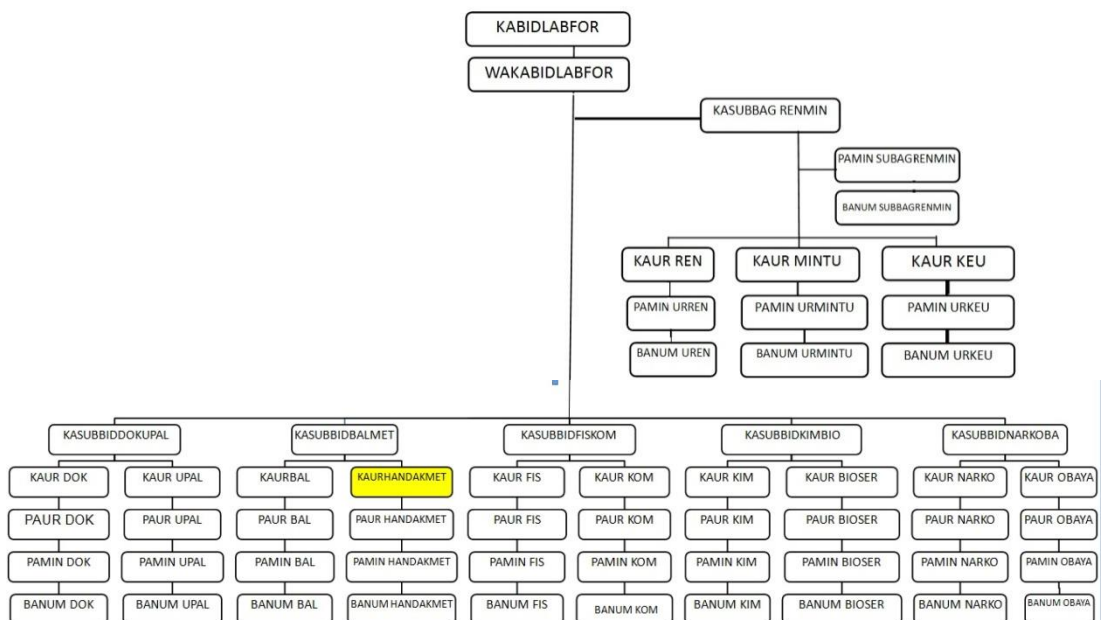 KABIDLABFOR
WAKABIDLABFOR
KASUBBAG RENMIN
PAMIN SUBAGRENMIN
BANUM SUBBAGRENMIN
KAUR REN
KAUR MINTU
KAUR KEU
PAMIN URREN
PAMIN URMINTU
PAMIN URKEU
BANUM UREN
BANUM URMINTU
BANUM URKEU
KASUBBIDDOKUPAL
KASUBBIDBALMET
KASUBBIDFISKOM
KASUBBIDKIMBIO
KASUBBIDNARKOBA
KAUR DOK
KAUR UPAL
KAURBAL
KAURHANDAKMET
KAUR FIS
KAUR KOM
KAUR KIM
KAUR BIOSER
KAUR NARKO
KAUR OBAYA
PAUR DOK
PAUR UPAL
PAUR BAL
PAUR HANDAKMET
PAUR FIS
PAUR KOM
PAUR KIM
PAUR BIOSER
PAUR NARKO
PAUR OBAYA
PAMIN DOK
PAMIN UPAL
PAMIN BAL
PAMIN HANDAKMET
PAMIN FIS
PAMIN KOM
PAMIN KIM
PAMIN BIOSER
PAMIN NARKO
PAMIN OBAYA
BANUM DOK
BANUM UPAL
BANUM BAL
BANUM HANDAKMET
BANUM FIS
BANUM KOM
BANUM KIM
BANUM BIOSER
BANUM NARKO
BANUM OBAYA